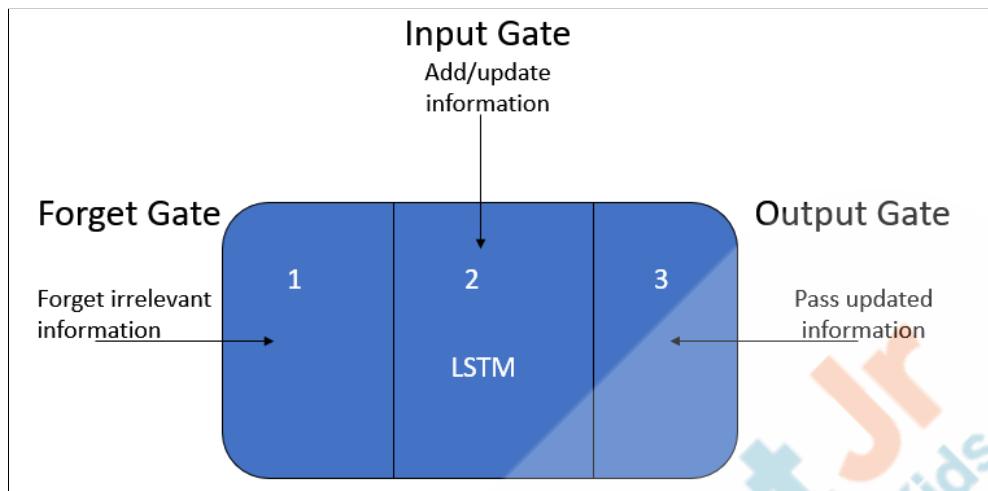 Input Gate
Add/update
information
Forget Gate
Output Gate
1
2
3
Forget irrelevant
information
Pass updated
information
LSTM
Jr